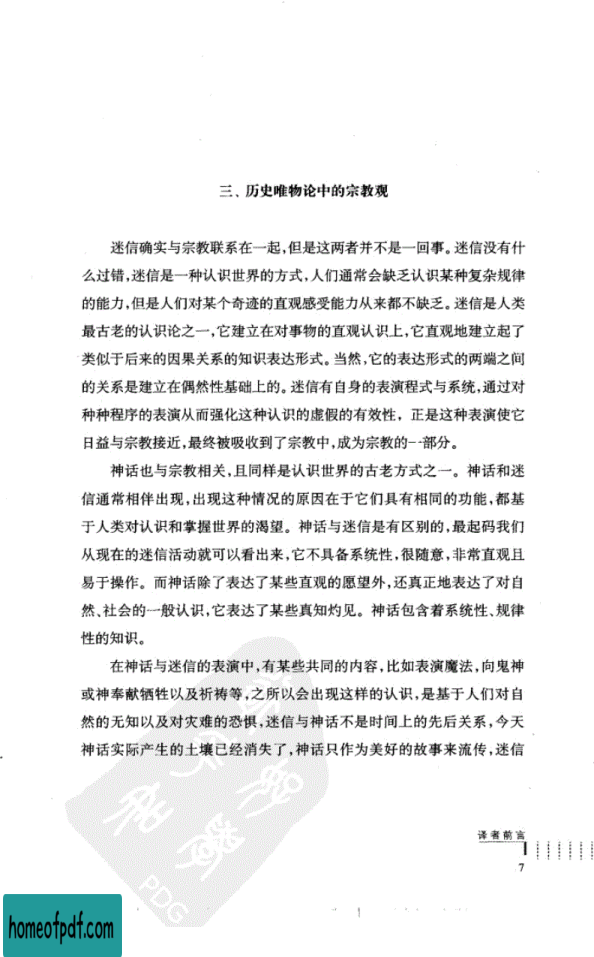 三、历史唯物论中的宗教观
迷信确实与宗教联系在一起,但是这两者并不是一回事。迷信没有什
么过错,迷信是一种认识世界的方式,人们通常会缺乏认识某种复杂规律
的能力,但是人们对某个奇迹的直观感受能力从来都不缺乏。迷信是人类
最古老的认识论之一,它建立在对事物的直观认识上,它直观地建立起了
类似于后来的因果关系的知识表达形式。当然,它的表达形式的两端之间
的关系是建立在偶然性基础上的。迷信有自身的表演程式与系统,通过对
种种程序的表演从而强化这种认识的虚假的有效性，正是这种表演使它
日益与宗教接近,最终被吸收到了宗教中,成为宗教的一部分。
神话也与宗教相关,且同样是认识世界的古老方式之一。神话和迷
信通常相伴出现,出现这种情况的原因在于它们具有相同的功能,都基
于人类对认识和掌握世界的渴望。神话与迷信是有区别的,最起码我们
从现在的迷信活动就可以看出来,它不具备系统性,很随意,非常直观且
易于操作。而神话除了表达了某些直观的愿望外,还真正地表达了对自
然、社会的一般认识,它表达了某些真知灼见。神话包含着系统性、规律
性的知识。
在神话与迷信的表演中,有某些共同的内容,比如表演魔法,向鬼神
或神奉献牺牲以及祈祷等,之所以会出现这样的认识,是基于人们对自
然的无知以及对灾难的恐惧,迷信与神话不是时间上的先后关系,今天
神话实际产生的土壤已经消失了,神话只作为美好的故事来流传,迷信
译者前言
7
PDG
homeofpdf.com